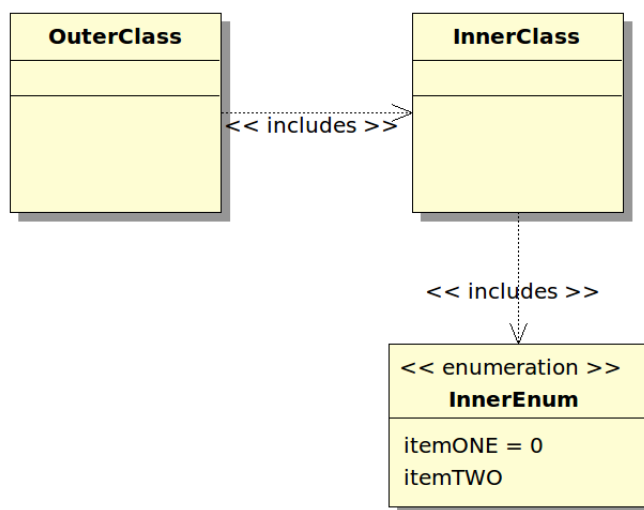 OuterClass
InnerClass
<< includes >>
<< includes >>
<< enumeration >>
InnerEnum
itemONE = 0
itemTWO